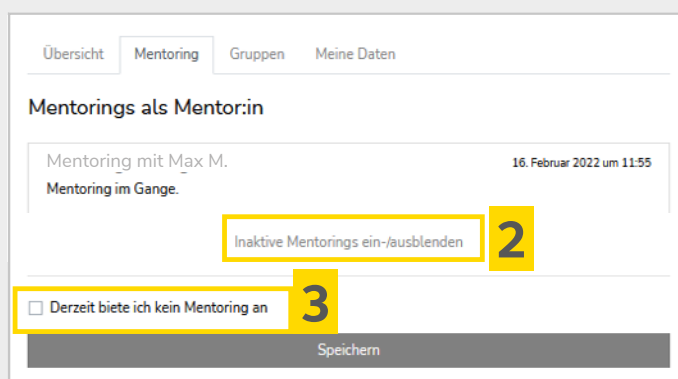 Übersicht Mentoring Gruppen Meine Daten
Mentorings als Mentor:in
Mentoring mit Max M. 16. Februar 2022 um 11:55
Mentoring im Gange.
Inaktive Mentorings ein-/ausblenden 2
Derzeit biete ich kein Mentoring an 3
Speichern